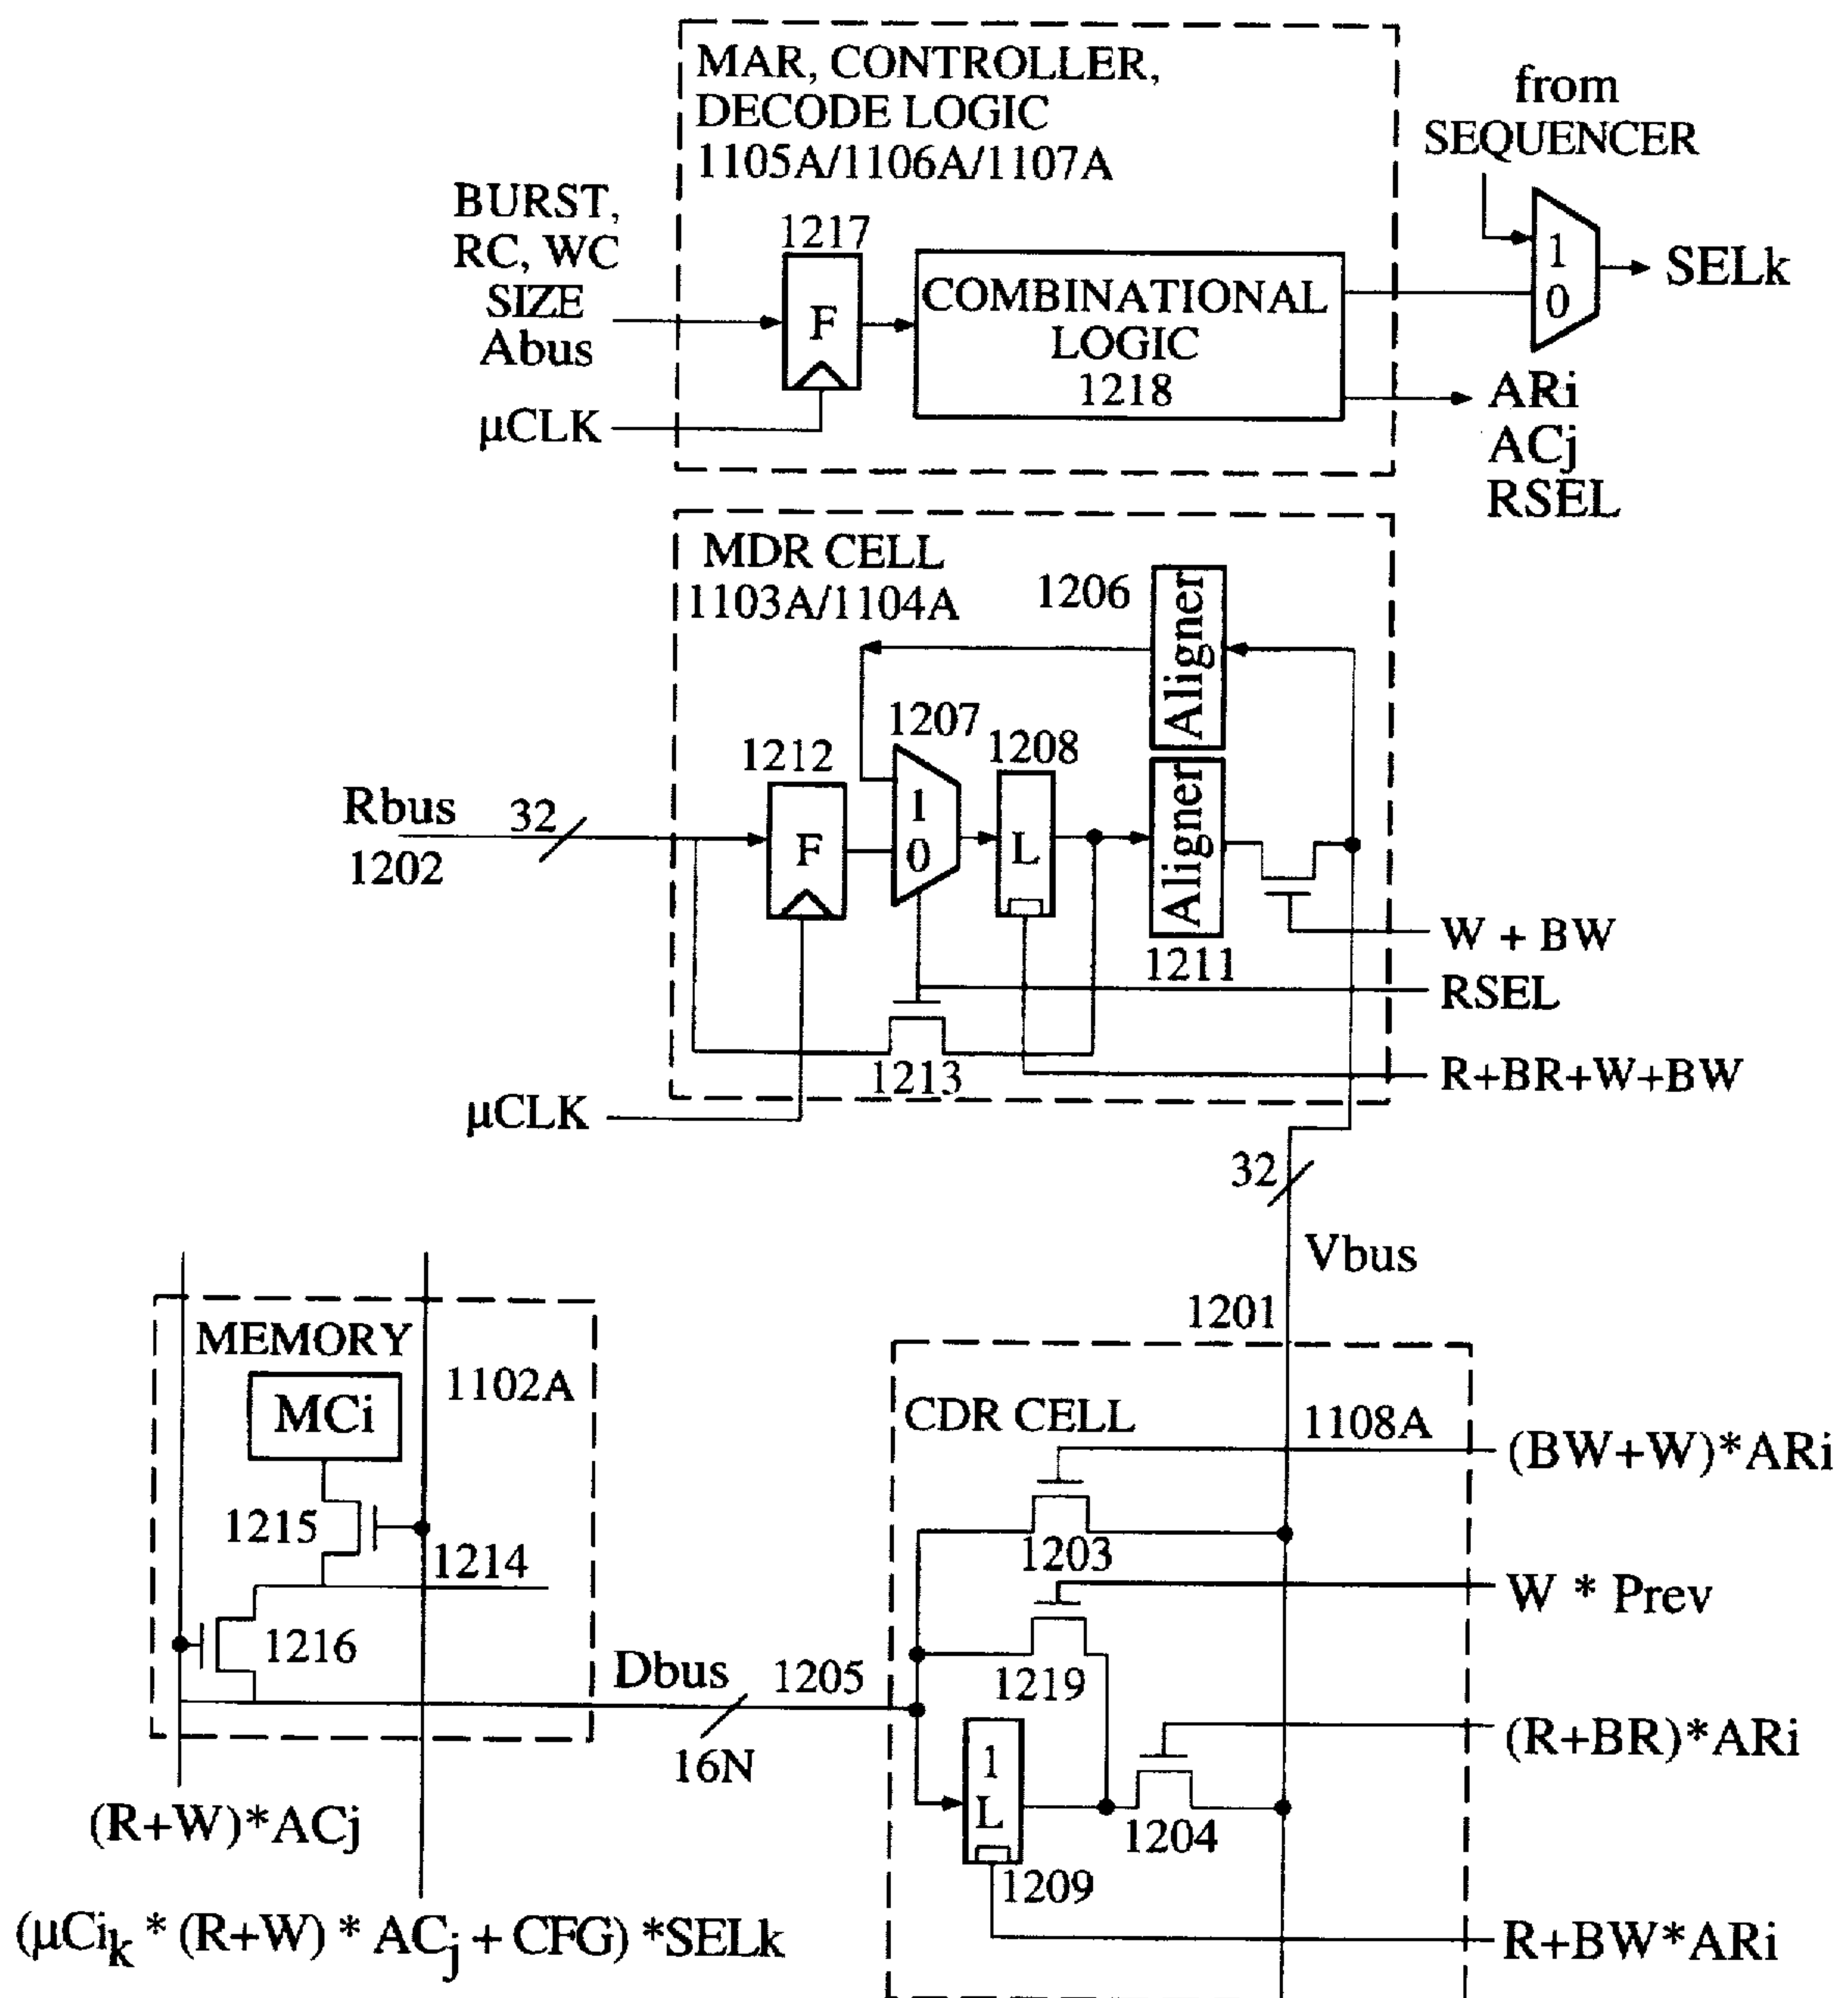 MAR, CONTROLLER,
DECODE LOGIC
1105A/1106A/1107A
from
SEQUENCER
BURST,
RC, WC
SIZE
Abus
μCLK
1217
F
COMBINATIONAL
LOGIC
1218
1
0
SELk
ARi
ACj
RSEL
MDR CELL
1103A/1104A
1206
Aligner
1207
1212
1208
Rbus
32
1202
F
1
0
L
Aligner
1211
W + BW
RSEL
1213
R+BR+W+BW
μCLK
32
Vbus
1201
MEMORY
1102A
MCi
1215
1214
1216
Dbus
1205
16N
(R+W)*ACj
(μCik * (R+W) * ACj + CFG) *SELk
CDR CELL
1108A
(BW+W)*ARi
1203
W * Prev
1219
(R+BR)*ARi
1
L
1204
1209
R+BW*ARi